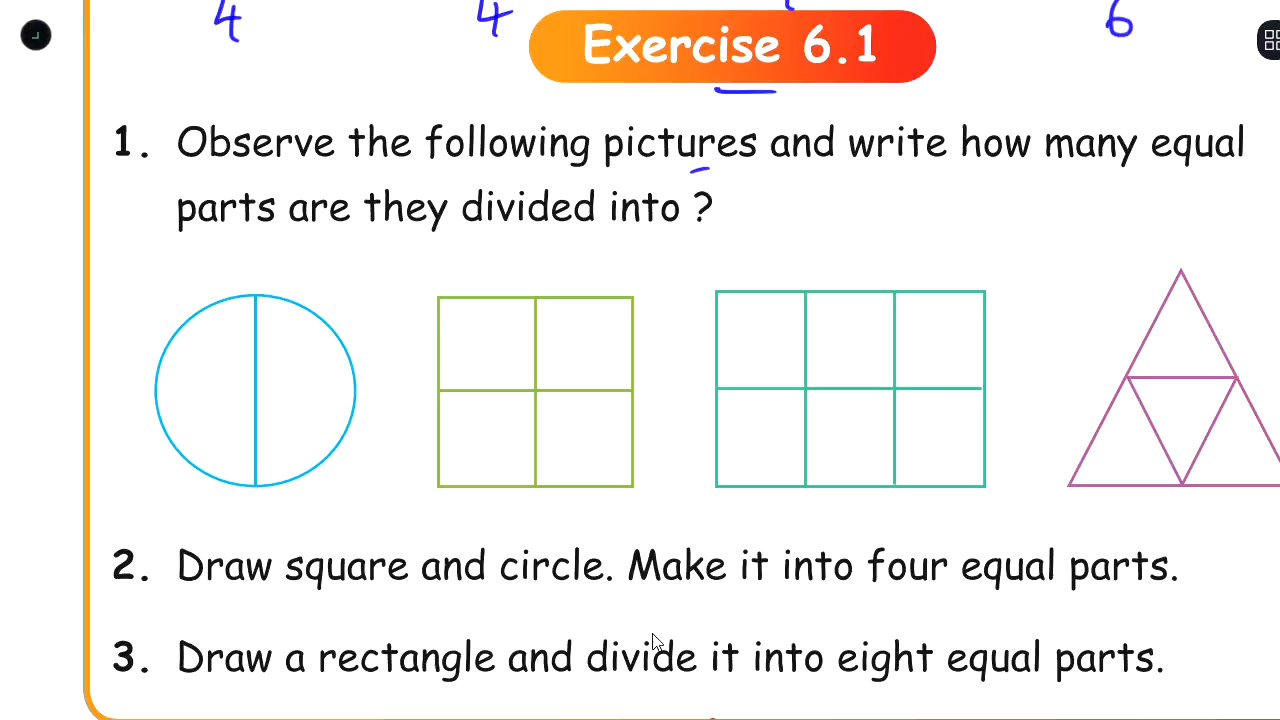 4 4 6
Exercise 6.1
1. Observe the following pictures and write how many equal
parts are they divided into ?
2. Draw square and circle. Make it into four equal parts.
3. Draw a rectangle and divide it into eight equal parts.